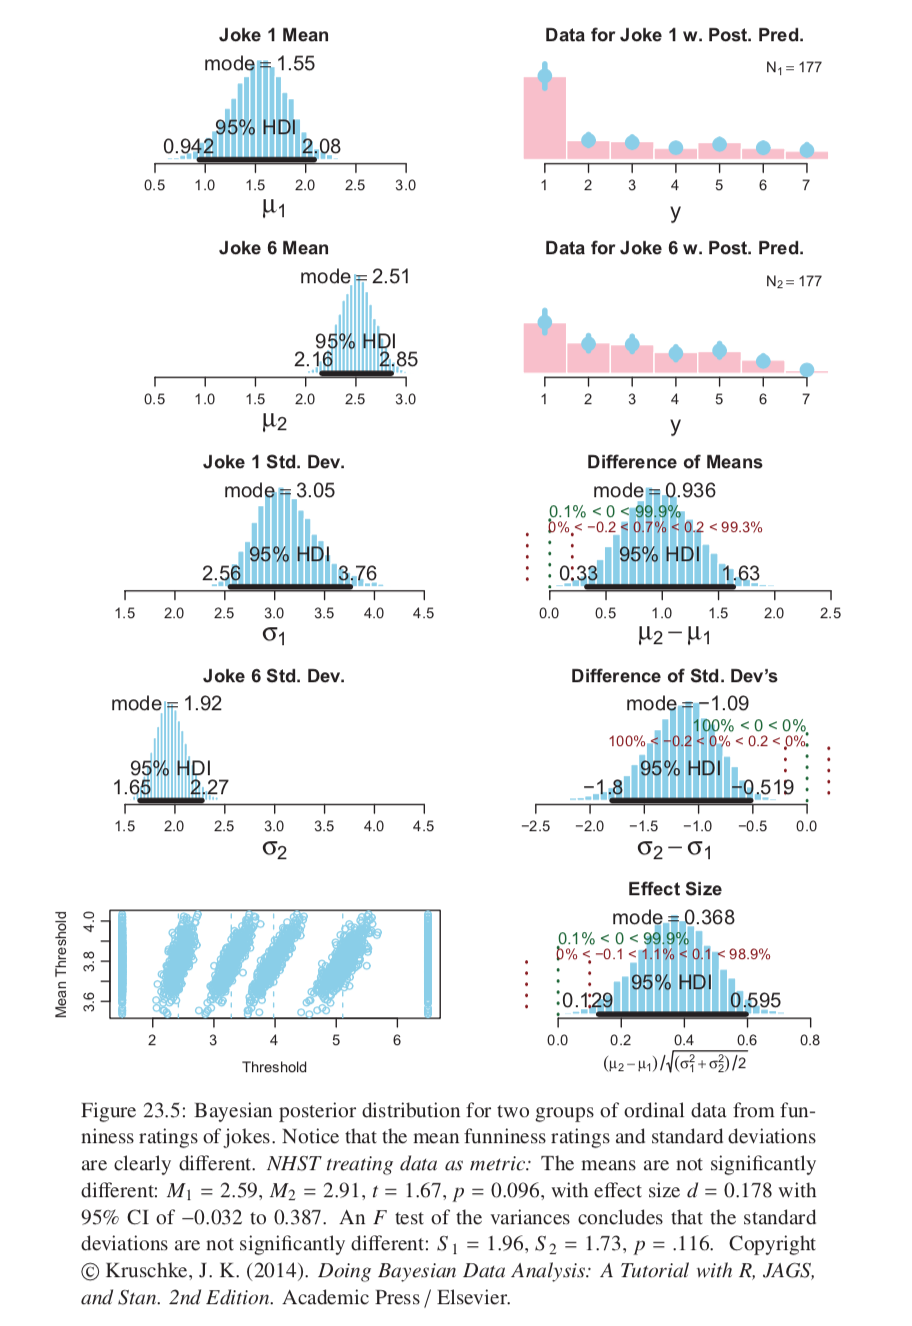 Joke 1 Mean
mode = 1.55
95% HDI
0.942 2.08
0.5 1.0 1.5 2.0 2.5 3.0
μ1
Data for Joke 1 w. Post. Pred.
N1 = 177
1 2 3 4 5 6 7
y
Joke 6 Mean
mode = 2.51
95% HDI
2.16 2.85
0.5 1.0 1.5 2.0 2.5 3.0
μ2
Data for Joke 6 w. Post. Pred.
N2 = 177
1 2 3 4 5 6 7
y
Joke 1 Std. Dev.
mode = 3.05
95% HDI
2.56 3.76
1.5 2.0 2.5 3.0 3.5 4.0 4.5
σ1
Difference of Means
mode = 0.936
0.1% < 0 < 99.9%
0% < −0.2 < 0.7% < 0.2 < 99.3%
95% HDI
0.33 1.63
0.0 0.5 1.0 1.5 2.0 2.5
μ2 − μ1
Joke 6 Std. Dev.
mode = 1.92
95% HDI
1.65 2.27
1.5 2.0 2.5 3.0 3.5 4.0 4.5
σ2
Difference of Std. Dev's
mode = −1.09
100% < 0 < 0%
100% < −0.2 < 0% < 0.2 < 0%
95% HDI
−1.8 −0.519
−2.5 −2.0 −1.5 −1.0 −0.5 0.0
σ2 − σ1
Mean Threshold
4.0
3.8
3.6
2 3 4 5 6
Threshold
Effect Size
mode = 0.368
0.1% < 0 < 99.9%
0% < −0.1 < 1.1% < 0.1 < 98.9%
95% HDI
0.129 0.595
0.0 0.2 0.4 0.6 0.8
(μ2 − μ1)/√(σ1² + σ2²)/2
Figure 23.5: Bayesian posterior distribution for two groups of ordinal data from fun-
niness ratings of jokes. Notice that the mean funniness ratings and standard deviations
are clearly different. NHST treating data as metric: The means are not significantly
different: M1 = 2.59, M2 = 2.91, t = 1.67, p = 0.096, with effect size d = 0.178 with
95% CI of −0.032 to 0.387. An F test of the variances concludes that the standard
deviations are not significantly different: S1 = 1.96, S2 = 1.73, p = .116. Copyright
© Kruschke, J. K. (2014). Doing Bayesian Data Analysis: A Tutorial with R, JAGS,
and Stan. 2nd Edition. Academic Press / Elsevier.